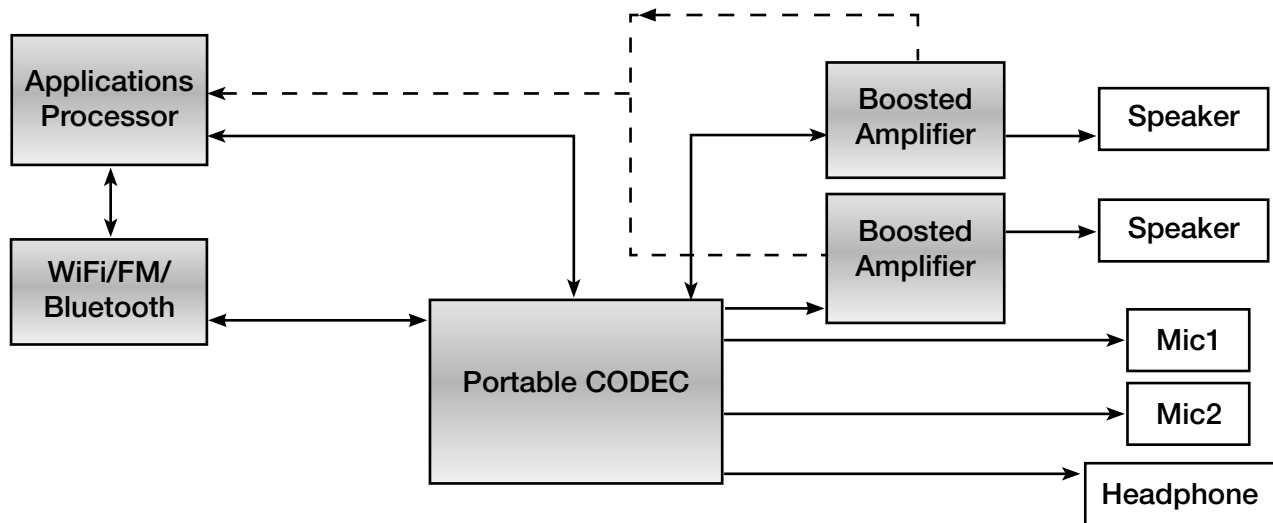 Applications
Processor
Boosted
Amplifier
Speaker
Boosted
Amplifier
Speaker
WiFi/FM/
Bluetooth
Portable CODEC
Mic1
Mic2
Headphone